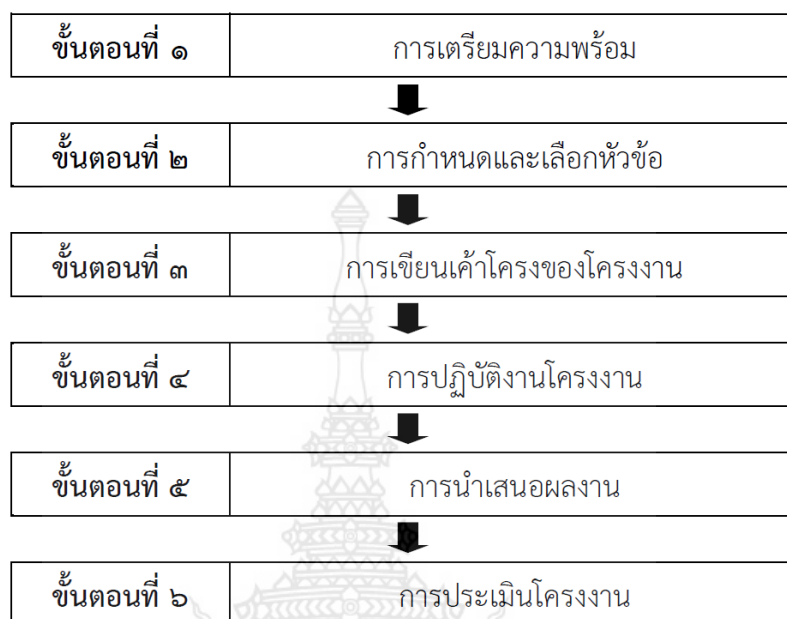 ขั้นตอนที่ ๑ การเตรียมความพร้อม
ขั้นตอนที่ ๒ การกำหนดและเลือกหัวข้อ
ขั้นตอนที่ ๓ การเขียนเค้าโครงของโครงงาน
ขั้นตอนที่ ๔ การปฏิบัติงานโครงงาน
ขั้นตอนที่ ๕ การนำเสนอผลงาน
ขั้นตอนที่ ๖ การประเมินโครงงาน